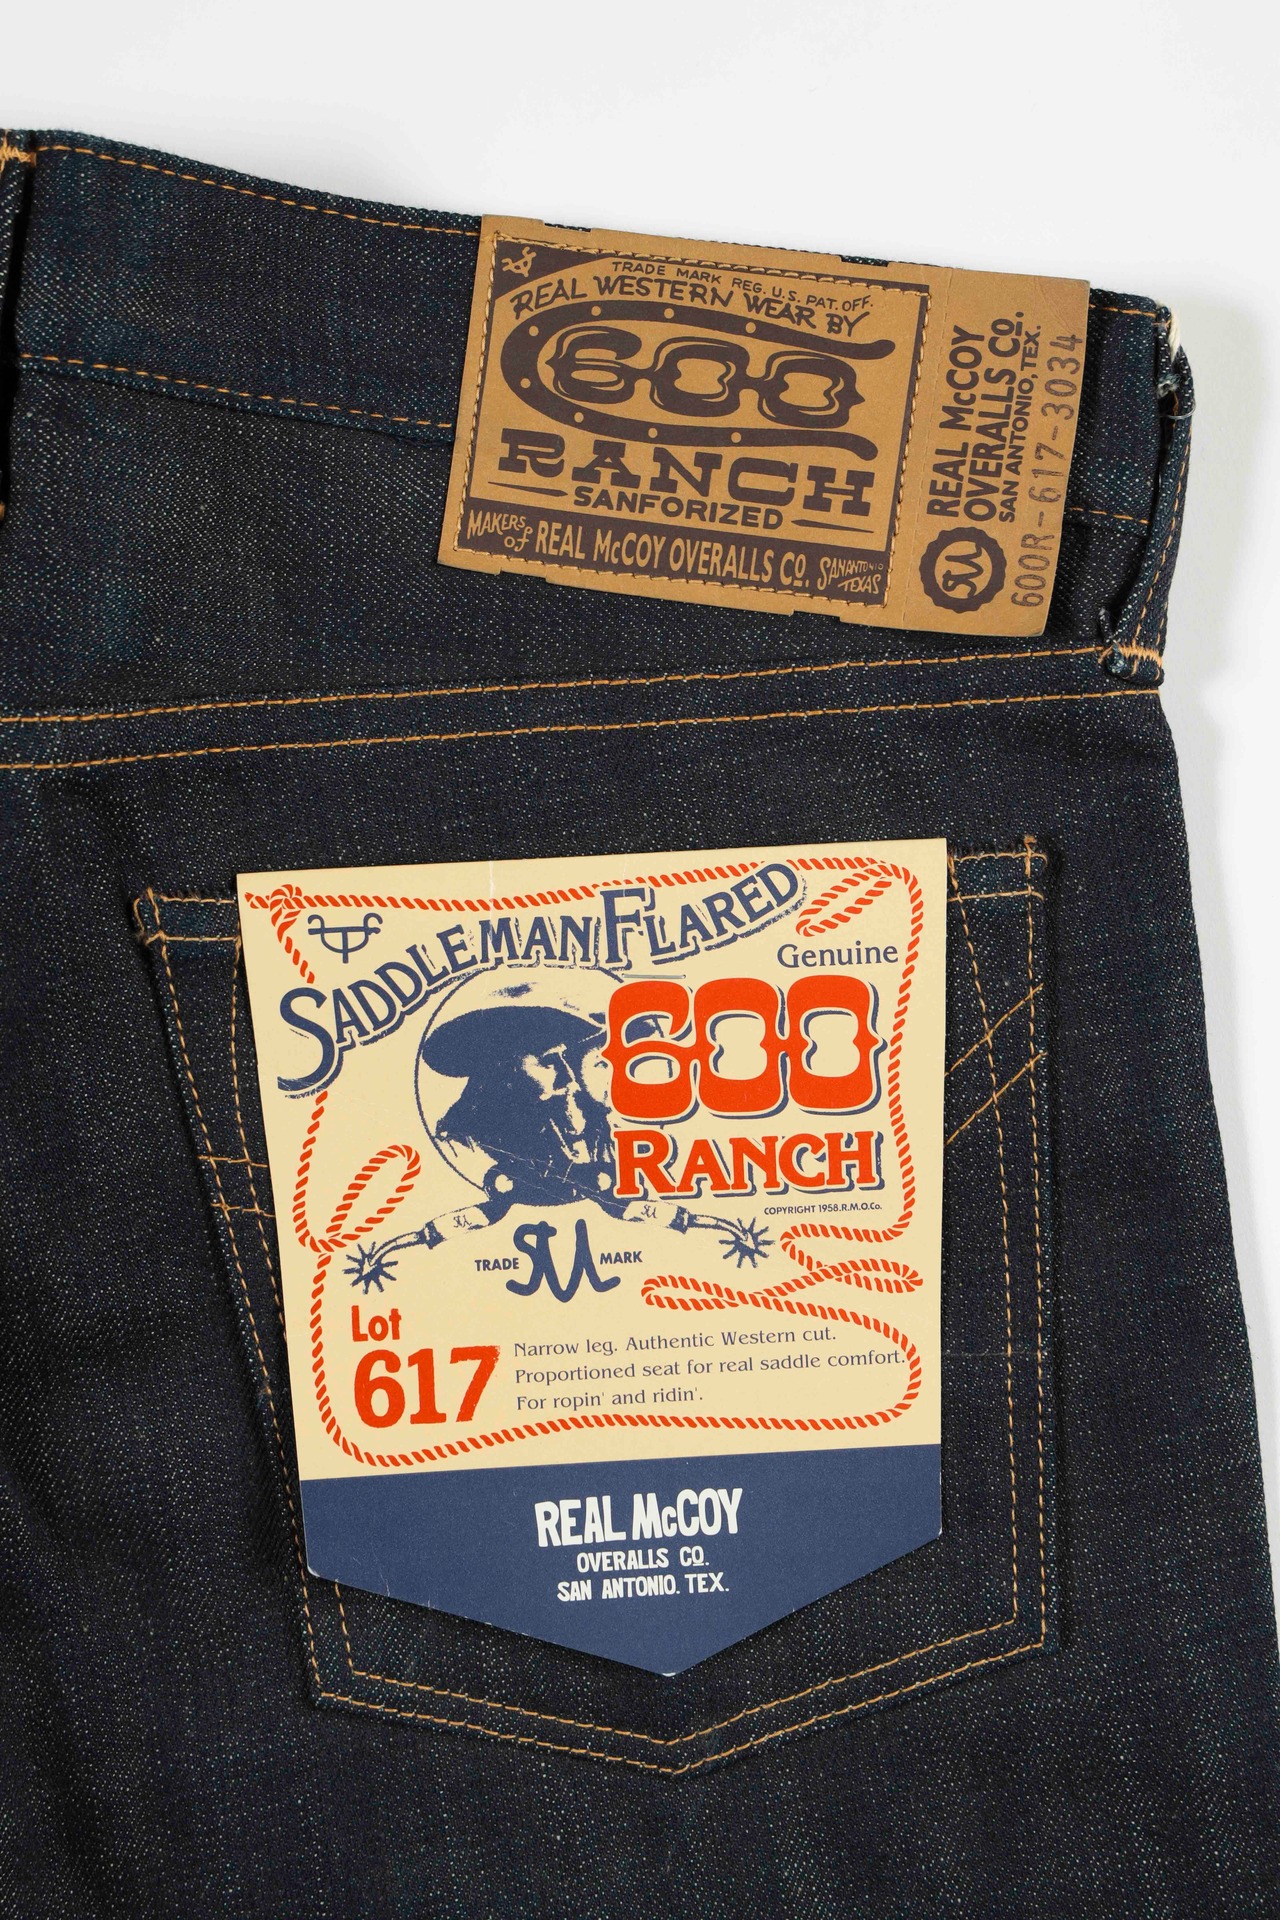 TRADE MARK REG. U.S. PAT. OFF.
REAL WESTERN WEAR BY
600
RANCH
SANFORIZED
MAKERS of REAL McCOY OVERALLS CO. SAN ANTONIO TEXAS
REAL McCOY
OVERALLS CO.
SAN ANTONIO, TEX.
600R-617-3034
SADDLEMAN FLARED
Genuine
600
RANCH
COPYRIGHT 1958.R.M.O.Co.
TRADE MARK
Lot
617
Narrow leg. Authentic Western cut.
Proportioned seat for real saddle comfort.
For ropin' and ridin'.
REAL McCOY
OVERALLS CO.
SAN ANTONIO. TEX.